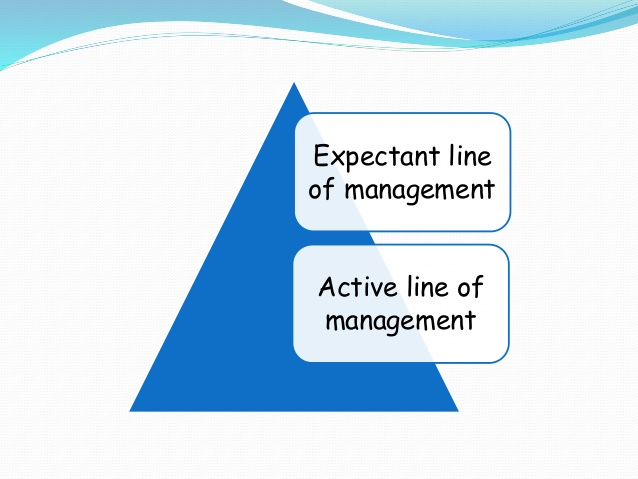 Expectant line
of management
Active line of
management